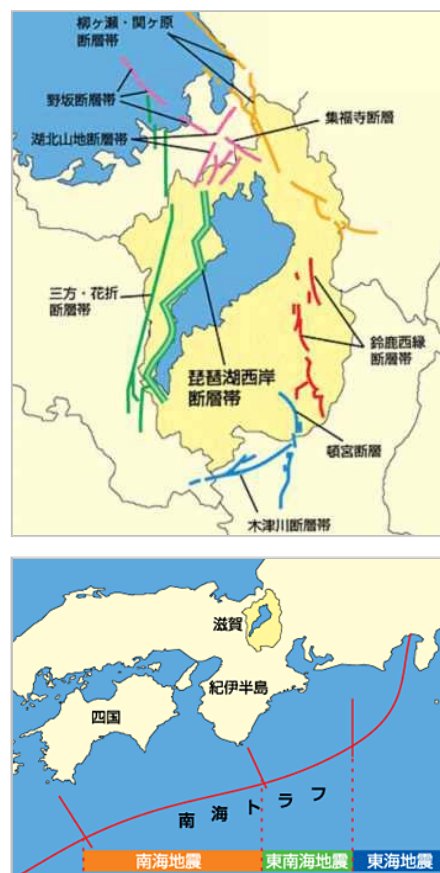 柳ヶ瀬・関ヶ原
断層帯
野坂断層帯
集福寺断層
湖北山地断層帯
三方・花折
断層帯
琵琶湖西岸
断層帯
鈴鹿西縁
断層帯
頓宮断層
木津川断層帯
滋賀
紀伊半島
四国
南海トラフ
南海地震
東南海地震
東海地震